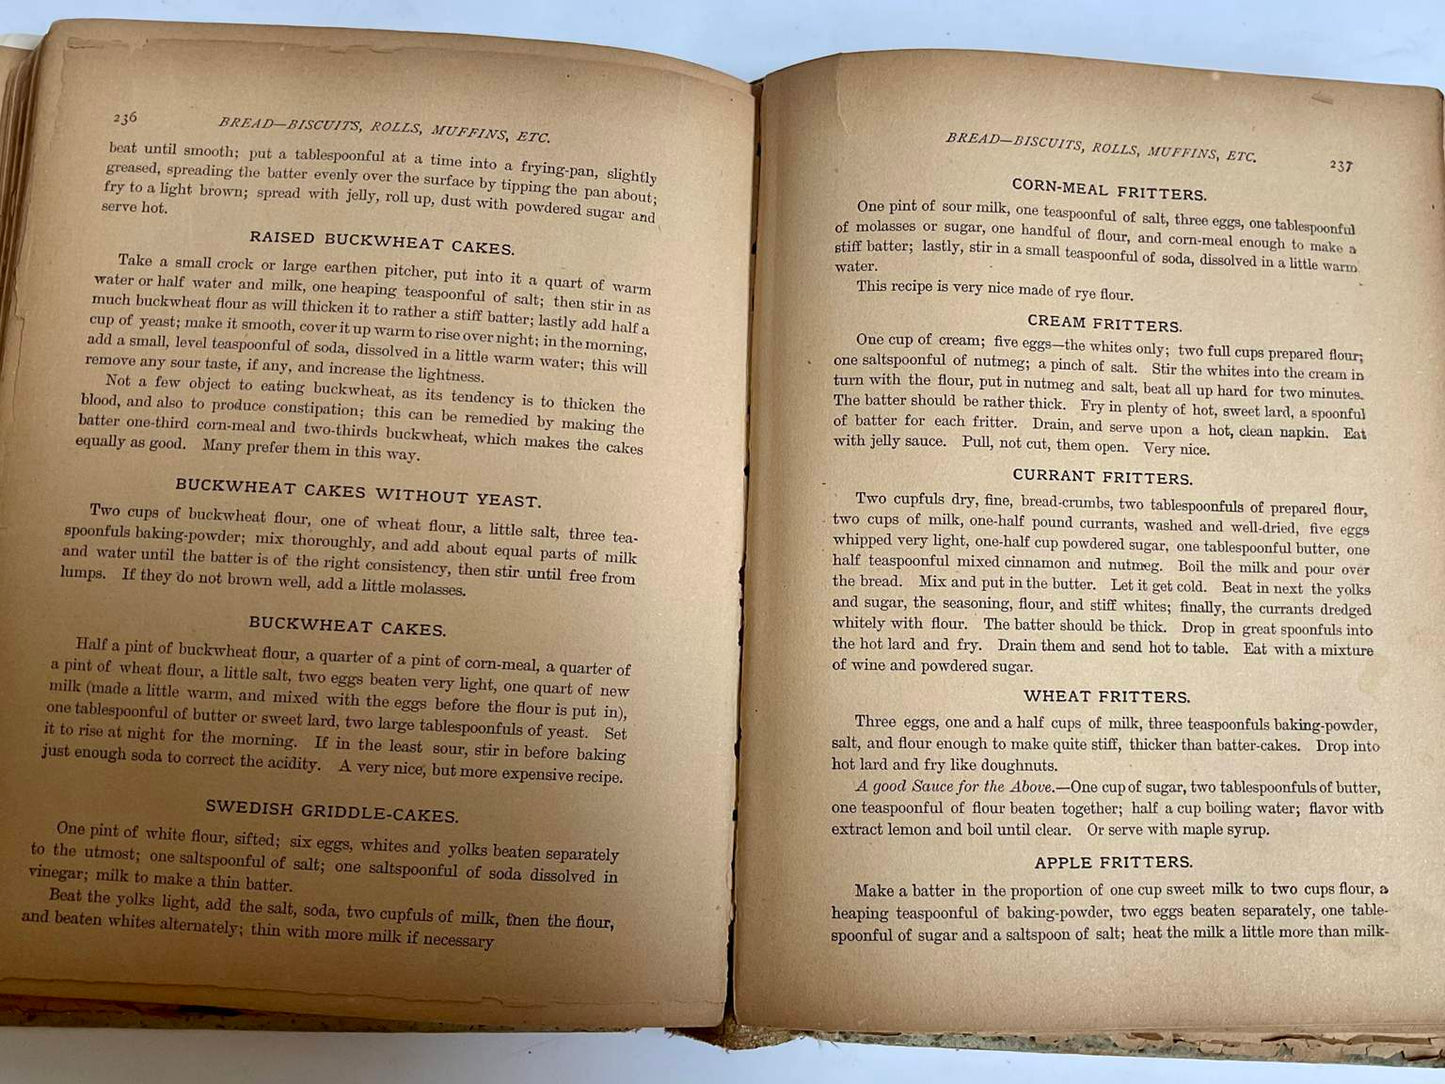 236
BREAD—BISCUITS, ROLLS, MUFFINS, ETC.
beat until smooth; put a tablespoonful at a time into a frying-pan, slightly
greased, spreading the batter evenly over the surface by tipping the pan about;
fry to a light brown; spread with jelly, roll up, dust with powdered sugar and
serve hot.
RAISED BUCKWHEAT CAKES.
Take a small crock or large earthen pitcher, put into it a quart of warm
water or half water and milk, one heaping teaspoonful of salt; then stir in as
much buckwheat flour as will thicken it to rather a stiff batter; lastly add half a
cup of yeast; make it smooth, cover it up warm to rise over night; in the morning,
add a small, level teaspoonful of soda, dissolved in a little warm water; this will
remove any sour taste, if any, and increase the lightness.
Not a few object to eating buckwheat, as its tendency is to thicken the
blood, and also to produce constipation; this can be remedied by making the
batter one-third corn-meal and two-thirds buckwheat, which makes the cakes
equally as good. Many prefer them in this way.
BUCKWHEAT CAKES WITHOUT YEAST.
Two cups of buckwheat flour, one of wheat flour, a little salt, three tea-
spoonfuls baking-powder; mix thoroughly, and add about equal parts of milk
and water until the batter is of the right consistency, then stir until free from
lumps. If they do not brown well, add a little molasses.
BUCKWHEAT CAKES.
Half a pint of buckwheat flour, a quarter of a pint of corn-meal, a quarter of
a pint of wheat flour, a little salt, two eggs beaten very light, one quart of new
milk (made a little warm, and mixed with the eggs before the flour is put in),
one tablespoonful of butter or sweet lard, two large tablespoonfuls of yeast. Set
it to rise at night for the morning. If in the least sour, stir in before baking
just enough soda to correct the acidity. A very nice, but more expensive recipe.
SWEDISH GRIDDLE-CAKES.
One pint of white flour, sifted; six eggs, whites and yolks beaten separately
to the utmost; one saltspoonful of salt; one saltspoonful of soda dissolved in
vinegar; milk to make a thin batter.
Beat the yolks light, add the salt, soda, two cupfuls of milk, then the flour,
and beaten whites alternately; thin with more milk if necessary
BREAD—BISCUITS, ROLLS, MUFFINS, ETC.
237
CORN-MEAL FRITTERS.
One pint of sour milk, one teaspoonful of salt, three eggs, one tablespoonful
of molasses or sugar, one handful of flour, and corn-meal enough to make a
stiff batter; lastly, stir in a small teaspoonful of soda, dissolved in a little warm
water.
This recipe is very nice made of rye flour.
CREAM FRITTERS.
One cup of cream; five eggs—the whites only; two full cups prepared flour;
one saltspoonful of nutmeg; a pinch of salt. Stir the whites into the cream in
turn with the flour, put in nutmeg and salt, beat all up hard for two minutes.
The batter should be rather thick. Fry in plenty of hot, sweet lard, a spoonful
of batter for each fritter. Drain, and serve upon a hot, clean napkin. Eat
with jelly sauce. Pull, not cut, them open. Very nice.
CURRANT FRITTERS.
Two cupfuls dry, fine, bread-crumbs, two tablespoonfuls of prepared flour,
two cups of milk, one-half pound currants, washed and well-dried, five eggs
whipped very light, one-half cup powdered sugar, one tablespoonful butter, one
half teaspoonful mixed cinnamon and nutmeg. Boil the milk and pour over
the bread. Mix and put in the butter. Let it get cold. Beat in next the yolks
and sugar, the seasoning, flour, and stiff whites; finally, the currants dredged
whitely with flour. The batter should be thick. Drop in great spoonfuls into
the hot lard and fry. Drain them and send hot to table. Eat with a mixture
of wine and powdered sugar.
WHEAT FRITTERS.
Three eggs, one and a half cups of milk, three teaspoonfuls baking-powder,
salt, and flour enough to make quite stiff, thicker than batter-cakes. Drop into
hot lard and fry like doughnuts.
A good Sauce for the Above.—One cup of sugar, two tablespoonfuls of butter,
one teaspoonful of flour beaten together; half a cup boiling water; flavor with
extract lemon and boil until clear. Or serve with maple syrup.
APPLE FRITTERS.
Make a batter in the proportion of one cup sweet milk to two cups flour, a
heaping teaspoonful of baking-powder, two eggs beaten separately, one table-
spoonful of sugar and a saltspoon of salt; heat the milk a little more than milk-